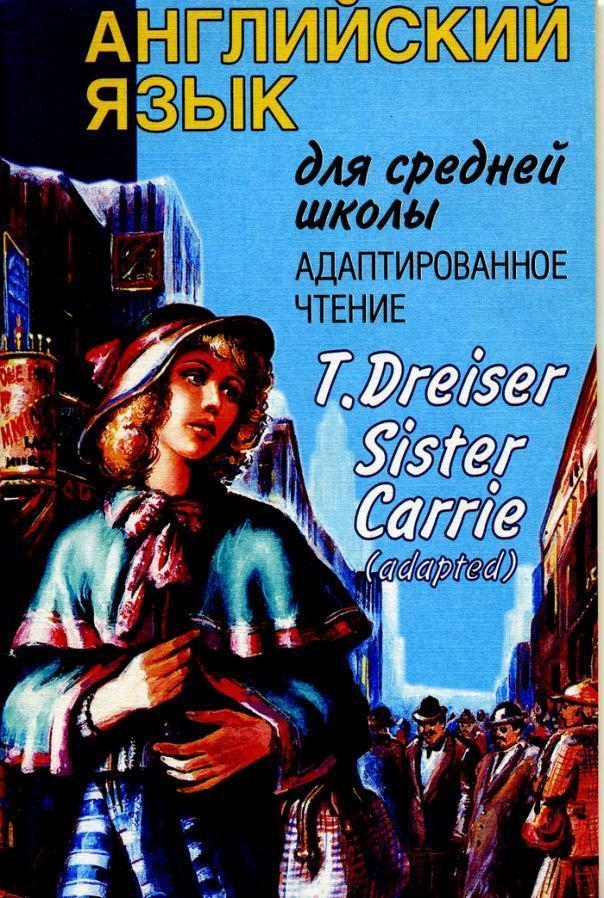 АНГЛИЙСКИЙ
ЯЗЫК
для средней
школы
АДАПТИРОВАННОЕ
ЧТЕНИЕ
T.Dreiser
Sister
Carrie
(adapted)